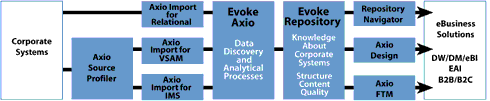 Corporate
Systems
Axio
Source
Profiler
Axio Import
for
Relational
Axio
Import for
VSAM
Axio
Import for
IMS
Evoke
Axio
Data
Discovery
and
Analytical
Processes
Evoke
Repository
Knowledge
About
Corporate
Systems
Structure
Content
Quality
Repository
Navigator
Axio
Design
Axio
FTM
eBusiness
Solutions
DW/DM/eBI
EAI
B2B/B2C